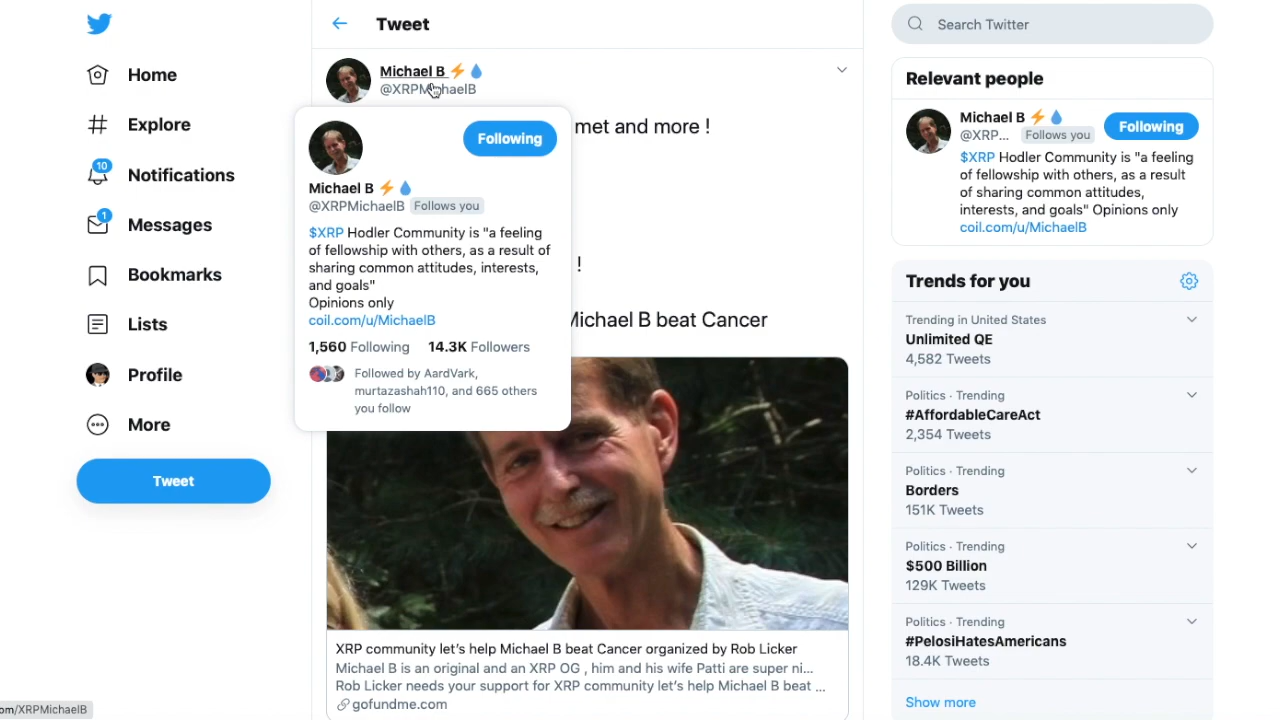 Home
Explore
10
Notifications
1
Messages
Bookmarks
Lists
Profile
More
Tweet
Tweet
Michael B
@XRPMichaelB
met and more !
!
Michael B beat Cancer
Following
Michael B
@XRPMichaelB Follows you
$XRP Hodler Community is "a feeling
of fellowship with others, as a result of
sharing common attitudes, interests,
and goals"
Opinions only
coil.com/u/MichaelB
1,560 Following 14.3K Followers
Followed by AardVark,
murtazashah110, and 665 others
you follow
XRP community let's help Michael B beat Cancer organized by Rob Licker
Michael B is an original and an XRP OG , him and his wife Patti are super ni...
Rob Licker needs your support for XRP community let's help Michael B beat ...
gofundme.com
Search Twitter
Relevant people
Michael B
@XRP... Follows you
Following
$XRP Hodler Community is "a feeling
of fellowship with others, as a result
of sharing common attitudes,
interests, and goals" Opinions only
coil.com/u/MichaelB
Trends for you
Trending in United States
Unlimited QE
4,582 Tweets
Politics · Trending
#AffordableCareAct
2,354 Tweets
Politics · Trending
Borders
151K Tweets
Politics · Trending
$500 Billion
129K Tweets
Politics · Trending
#PelosiHatesAmericans
18.4K Tweets
Show more
om/XRPMichaelB